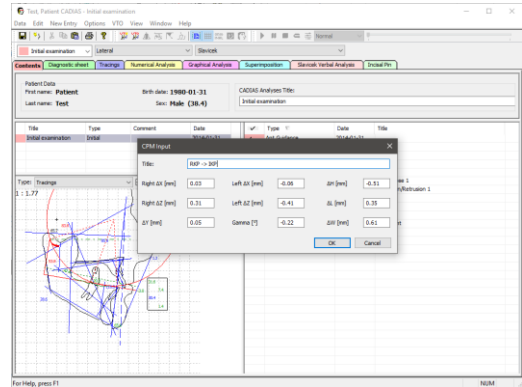 Test, Patient CADIAS - Initial examination
Data Edit New Entry Options VTO View Window Help
Normal
Initial examination Lateral Slavicek
Contents Diagnostic sheet Tracings Numerical Analysis Graphical Analysis Superimposition Slavicek Verbal Analysis Incisal Pin
Patient Data
First name: Patient Birth date: 1980-01-31
Last name: Test Sex: Male (38.4)
CADIAS Analyses Title:
Initial examination
Title Type Comment Date
Initial examination Initial
Type Date Title
Ant Guidance
CPM Input
Title: RKP -> IKP
Right ΔX [mm] 0.03 Left ΔX [mm] -0.06 ΔH [mm] -0.51
Right ΔZ [mm] 0.31 Left ΔZ [mm] -0.41 ΔL [mm] 0.35
ΔY [mm] 0.05 Gamma [°] -0.22 ΔW [mm] 0.61
OK Cancel
Type: Tracings
1 : 1.77
For Help, press F1 NUM